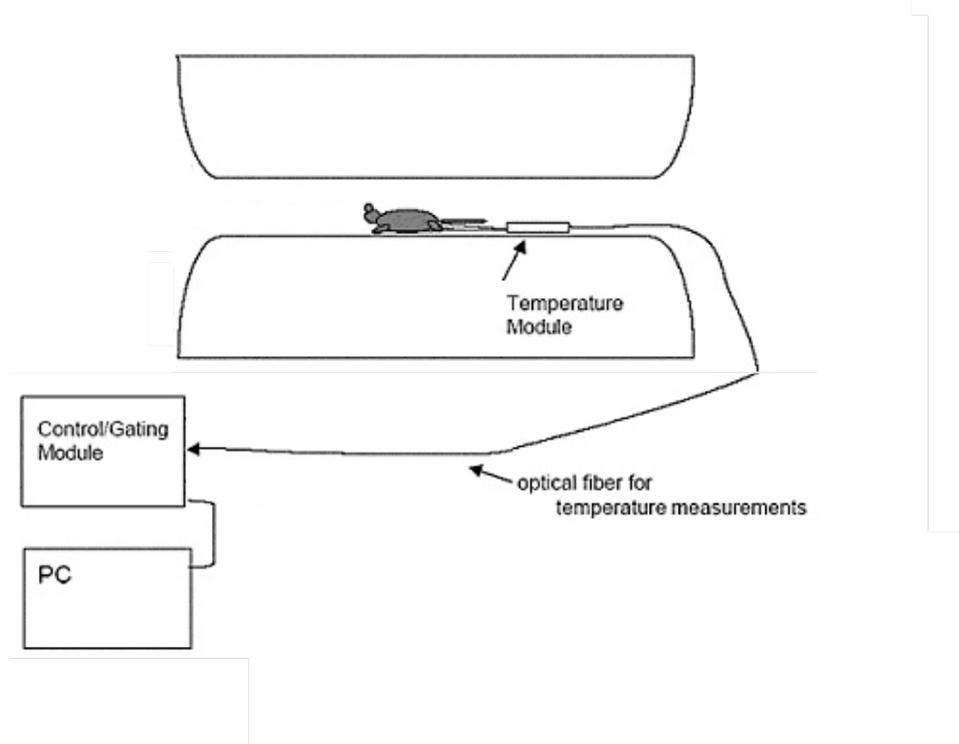 Temperature
Module
Control/Gating
Module
optical fiber for
temperature measurements
PC